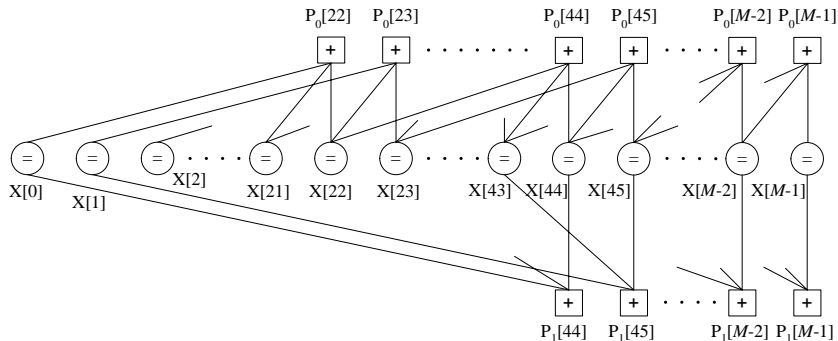 P₀[22] P₀[23] P₀[44] P₀[45] P₀[M-2] P₀[M-1]
+ + . . . . . . . + + . . . . + +
= = = . . . . = = = . . . . = = = . . . . = =
X[0] X[1] X[2] X[21] X[22] X[23] X[43] X[44] X[45] X[M-2] X[M-1]
+ + . . . . + +
P₁[44] P₁[45] P₁[M-2] P₁[M-1]